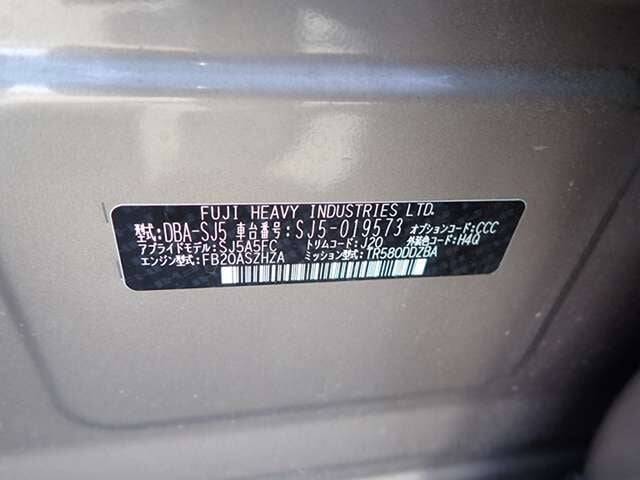 FUJI HEAVY INDUSTRIES LTD.
型式:DBA-SJ5 車台番号:SJ5-019573 オプションコード:CCC
アプライドモデル:SJ5A5FC トリムコード:J20 外装色コード:H4Q
エンジン型式:FB20ASZHZA ミッション型式:TR580DDZBA